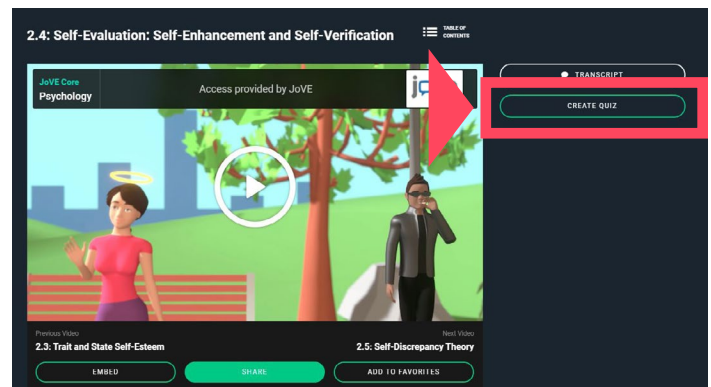 2.4: Self-Evaluation: Self-Enhancement and Self-Verification
TABLE OF
CONTENTS
JoVE Core
Psychology
Access provided by JoVE
TRANSCRIPT
CREATE QUIZ
Previous Video
2.3: Trait and State Self-Esteem
Next Video
2.5: Self-Discrepancy Theory
EMBED
SHARE
ADD TO FAVORITES